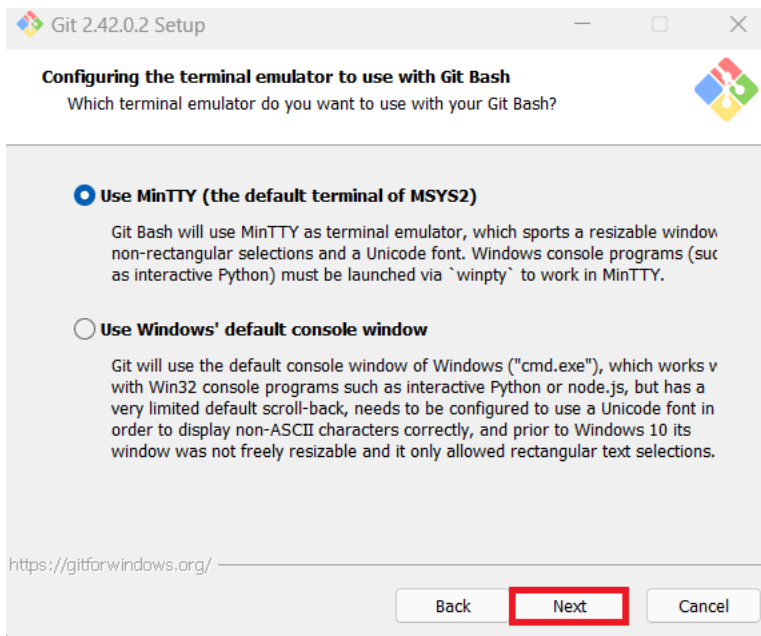 Git 2.42.0.2 Setup
Configuring the terminal emulator to use with Git Bash
Which terminal emulator do you want to use with your Git Bash?
Use MinTTY (the default terminal of MSYS2)
Git Bash will use MinTTY as terminal emulator, which sports a resizable window
non-rectangular selections and a Unicode font. Windows console programs (suc
as interactive Python) must be launched via `winpty` to work in MinTTY.
Use Windows' default console window
Git will use the default console window of Windows ("cmd.exe"), which works
with Win32 console programs such as interactive Python or node.js, but has a
very limited default scroll-back, needs to be configured to use a Unicode font in
order to display non-ASCII characters correctly, and prior to Windows 10 its
window was not freely resizable and it only allowed rectangular text selections.
https://gitforwindows.org/
Back Next Cancel